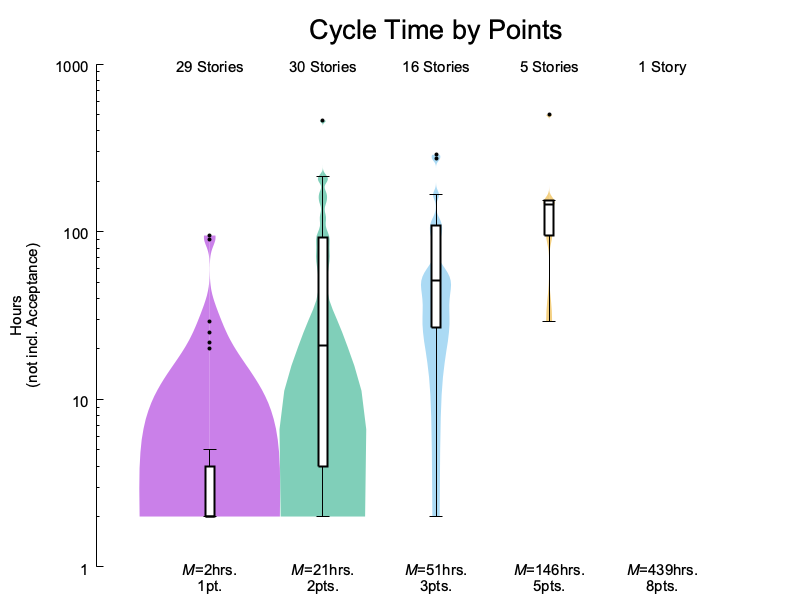 Cycle Time by Points
29 Stories 30 Stories 16 Stories 5 Stories 1 Story
1000
100
10
1
Hours
(not incl. Acceptance)
M=2hrs. M=21hrs. M=51hrs. M=146hrs. M=439hrs.
1pt. 2pts. 3pts. 5pts. 8pts.